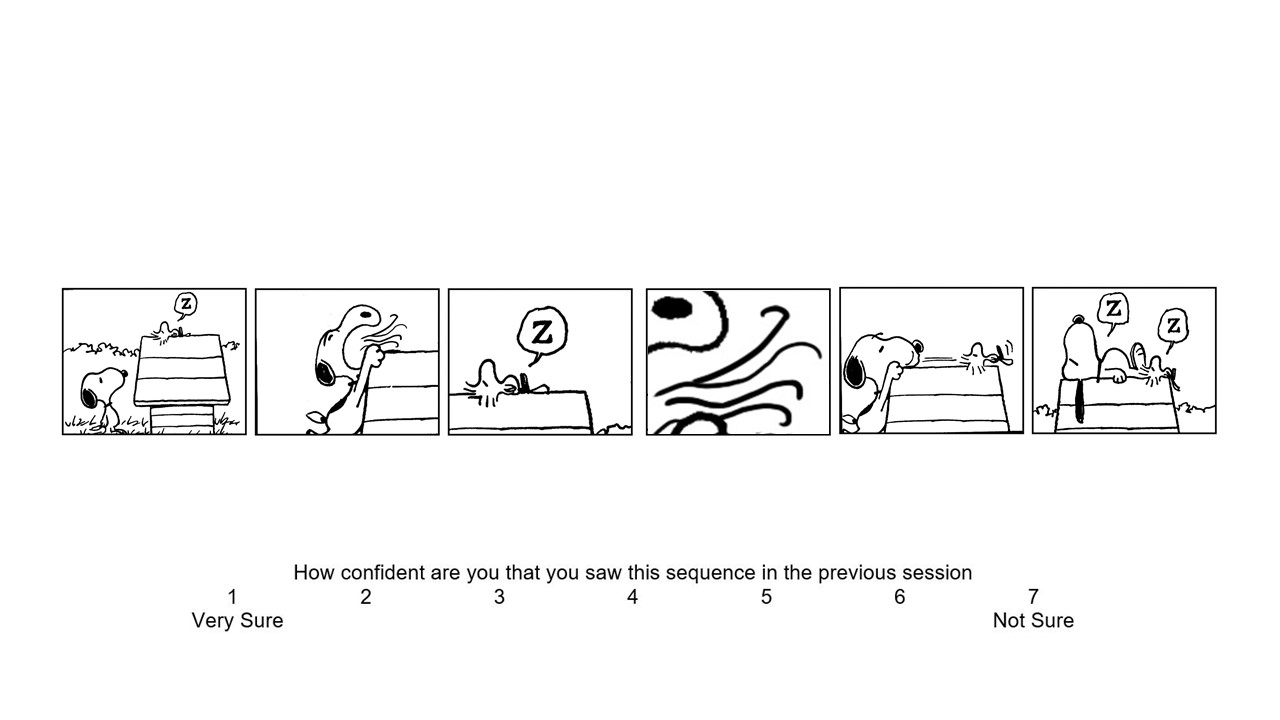 Z
Z
Z
Z
How confident are you that you saw this sequence in the previous session
1 2 3 4 5 6 7
Very Sure Not Sure